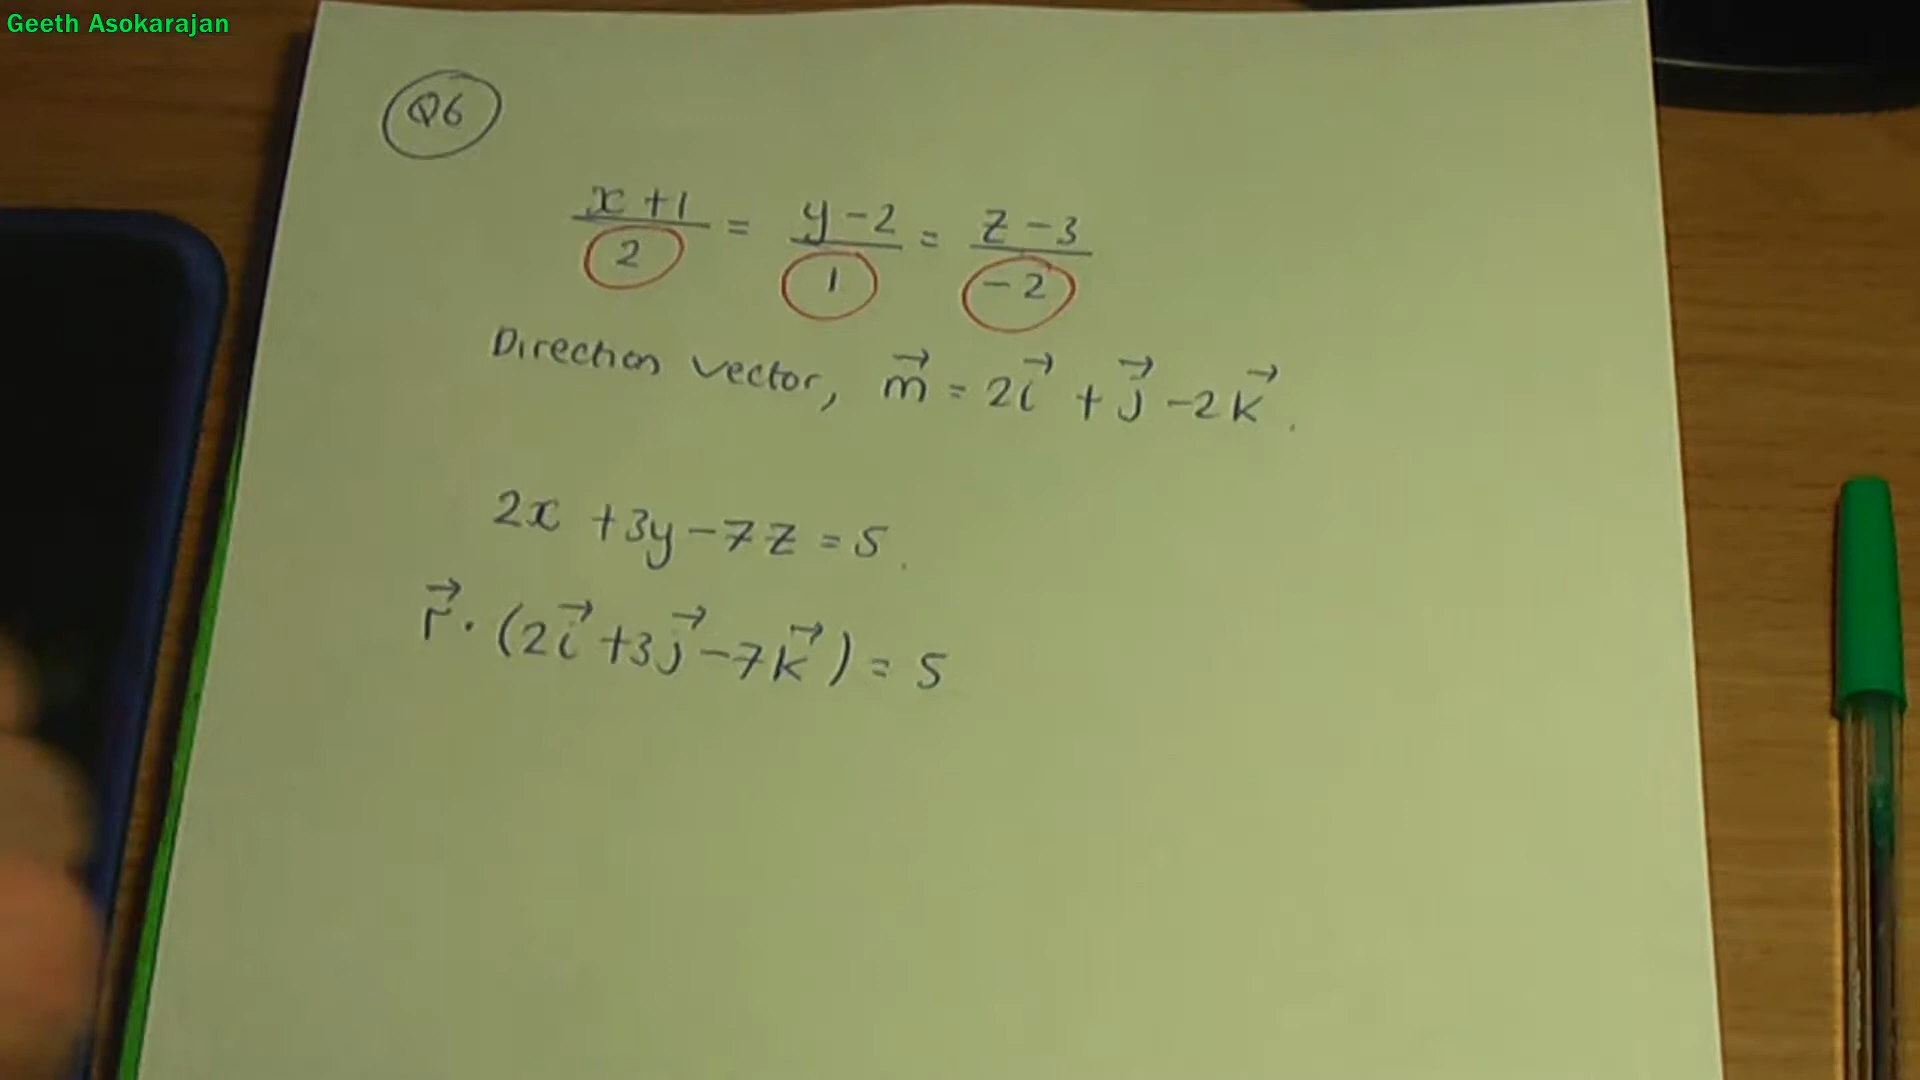 Geeth Asokarajan
Q6
x+1/2 = y-2/1 = z-3/-2
Direction vector, m⃗ = 2i⃗ + j⃗ -2k⃗.
2x +3y-7z = 5.
r⃗. (2i⃗ +3j⃗ -7k⃗) = 5